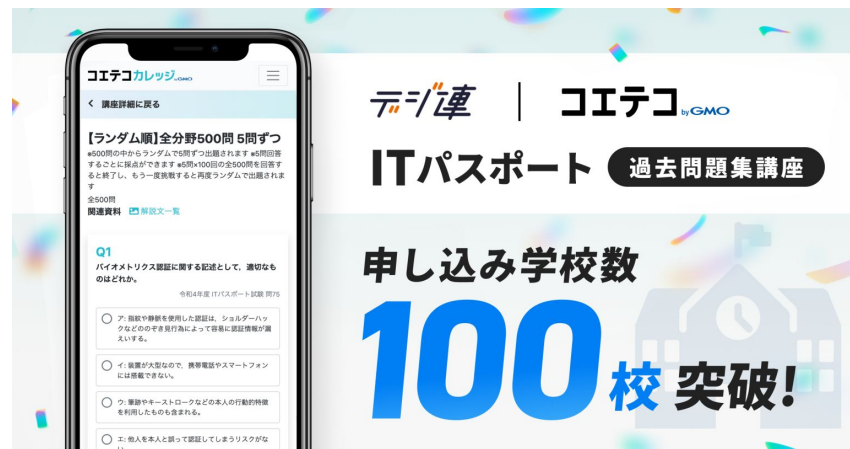 コエテコカレッジ byGMO
講座詳細に戻る
【ランダム順】全分野500問 5問ずつ
※500問の中からランダムで5問ずつ出題されます ※5問回答
するごとに採点ができます ※5問×100回の全500問を回答す
ると終了し、もう一度挑戦すると再度ランダムで出題されま
す
全500問
関連資料 解説文一覧
Q1
バイオメトリクス認証に関する記述として，適切なも
のはどれか。
令和4年度 ITパスポート試験 問75
ア: 指紋や静脈を使用した認証は，ショルダーハッ
クなどののぞき見行為によって容易に認証情報が漏
えいする。
イ: 装置が大型なので，携帯電話やスマートフォン
には搭載できない。
ウ: 筆跡やキーストロークなどの本人の行動的特徴
を利用したものも含まれる。
エ: 他人を本人と誤って認証してしまうリスクがな
デジ連 | コエテコ byGMO
ITパスポート 過去問題集講座
申し込み学校数
100校 突破!